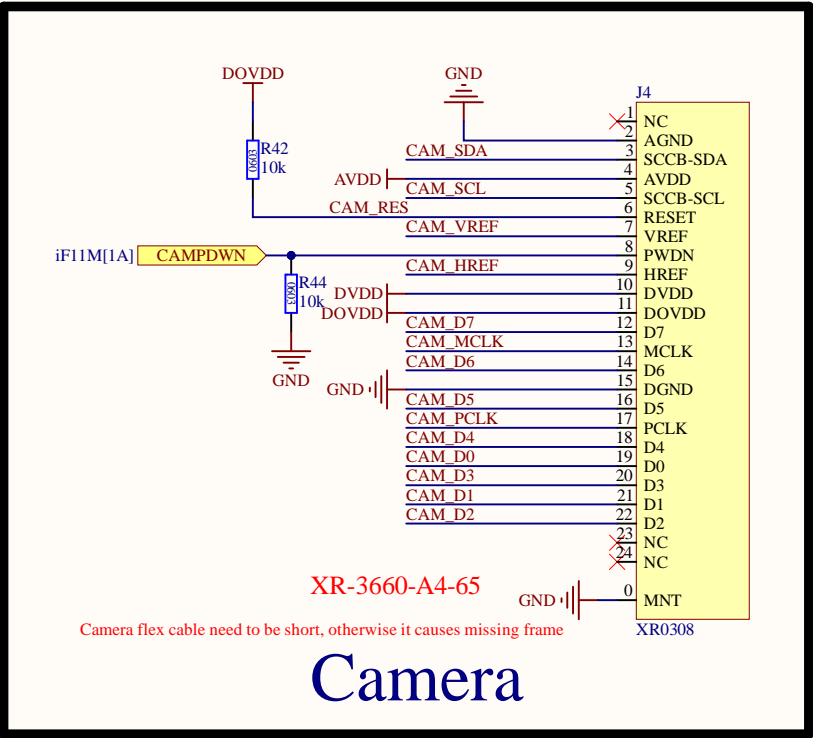 DOVDD
GND
J4
R42
0603
10k
1 NC
2 AGND
CAM_SDA 3 SCCB-SDA
AVDD 4 AVDD
CAM_SCL 5 SCCB-SCL
CAM_RES 6 RESET
CAM_VREF 7 VREF
iF11M[1A] CAMPDWN 8 PWDN
CAM_HREF 9 HREF
R44
0603
10k
DVDD 10 DVDD
DOVDD 11 DOVDD
CAM_D7 12 D7
CAM_MCLK 13 MCLK
CAM_D6 14 D6
GND
GND 15 DGND
CAM_D5 16 D5
CAM_PCLK 17 PCLK
CAM_D4 18 D4
CAM_D0 19 D0
CAM_D3 20 D3
CAM_D1 21 D1
CAM_D2 22 D2
23 NC
24 NC
XR-3660-A4-65
GND 0 MNT
Camera flex cable need to be short, otherwise it causes missing frame
XR0308
Camera